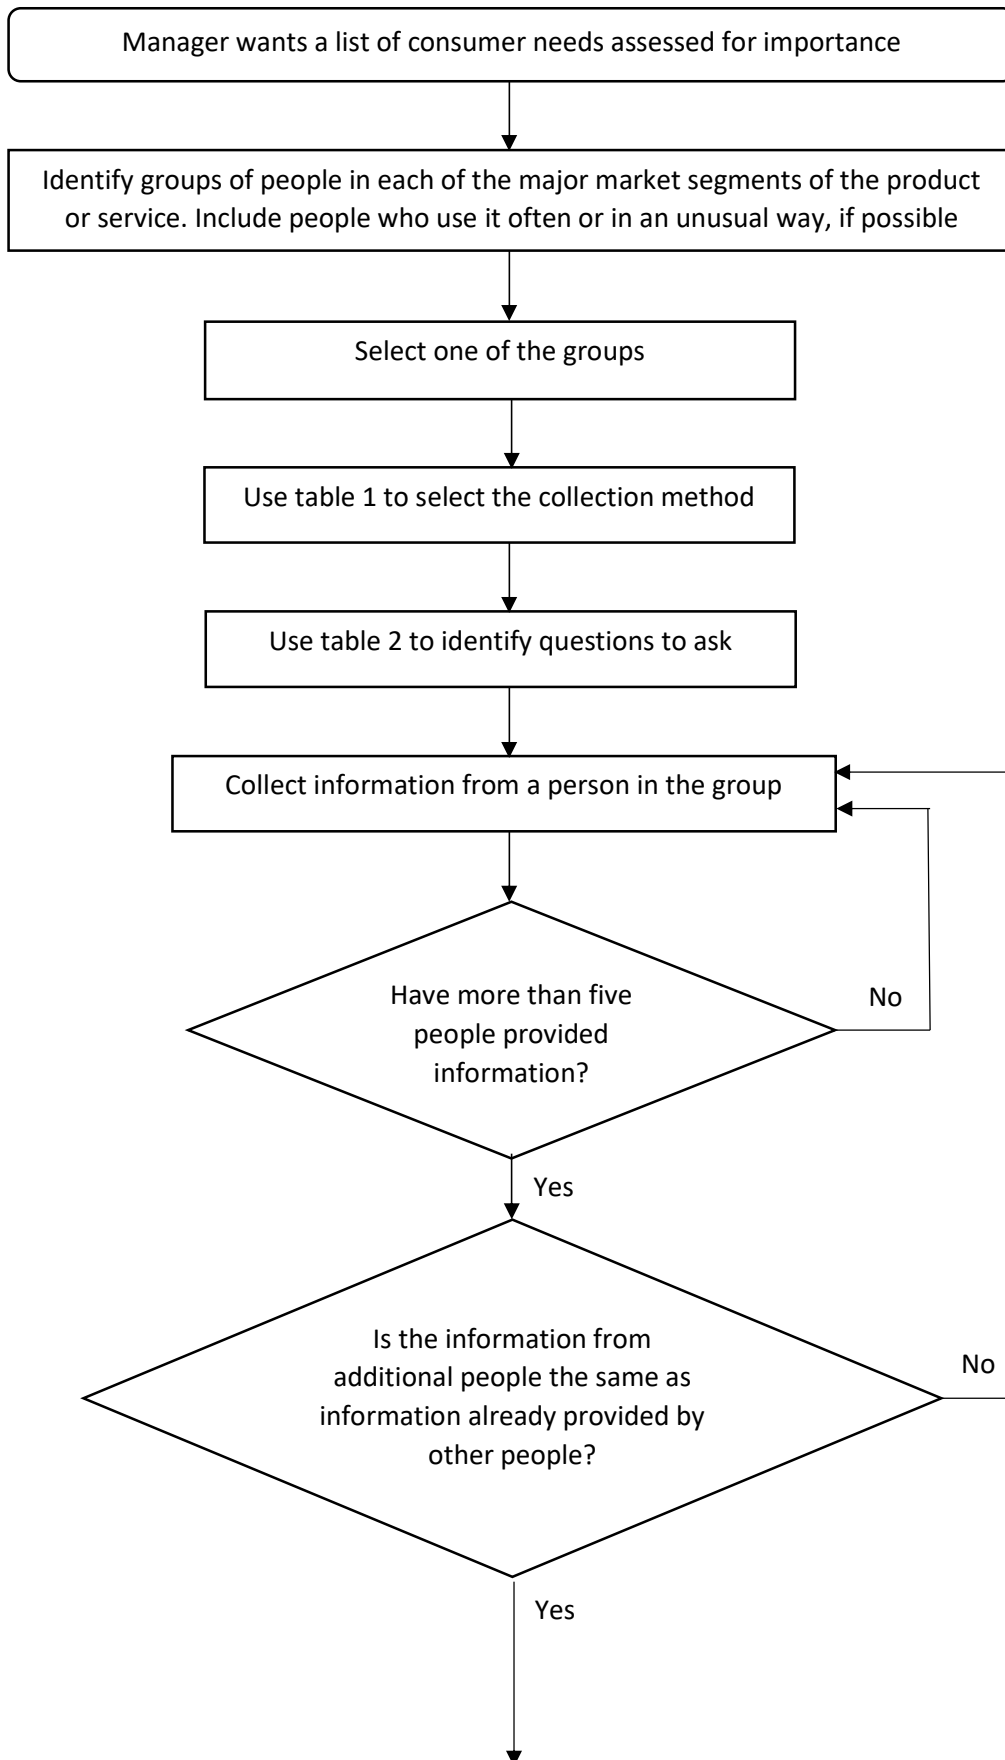 Manager wants a list of consumer needs assessed for importance
Identify groups of people in each of the major market segments of the product
or service. Include people who use it often or in an unusual way, if possible
Select one of the groups
Use table 1 to select the collection method
Use table 2 to identify questions to ask
Collect information from a person in the group
Have more than five
people provided
information?
No
Yes
Is the information from
additional people the same as
information already provided by
other people?
No
Yes